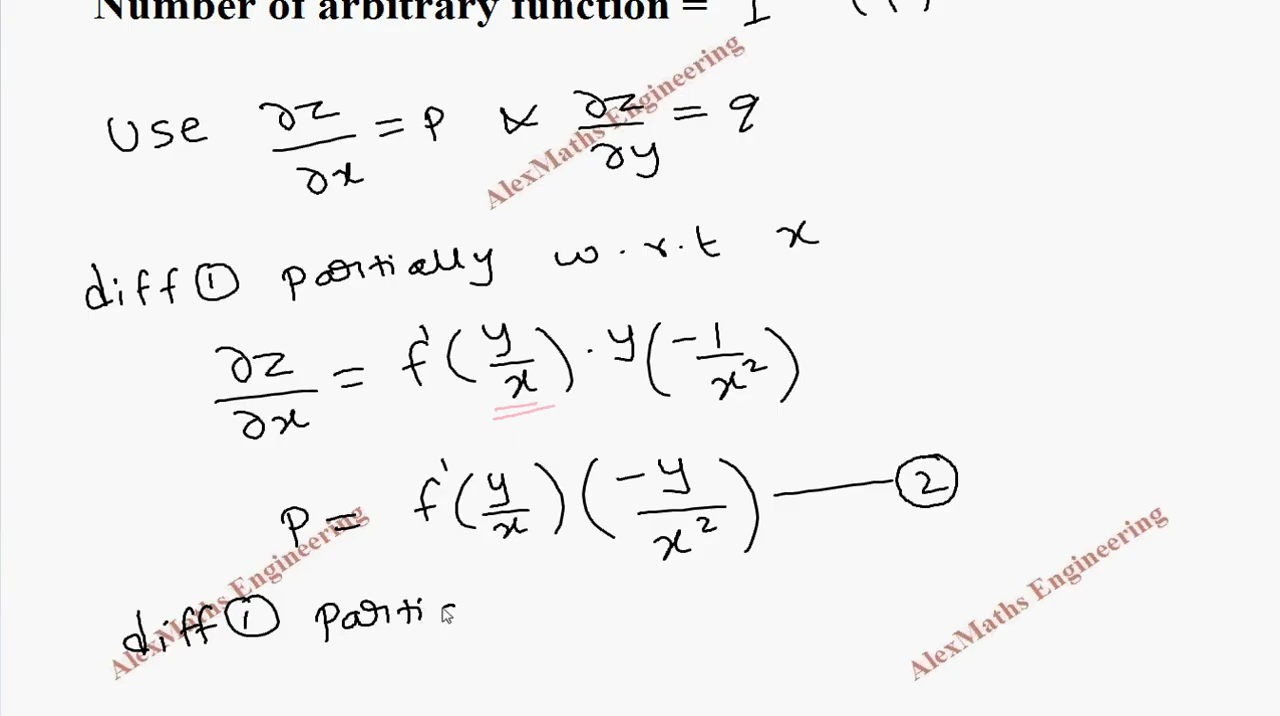 Number of arbitrary function = 1
Use ∂z/∂x = p & ∂z/∂y = q
AlexMaths Engineering
diff ① partially w.r.t x
∂z/∂x = f'(y/x) . y(-1/x²)
p = f'(y/x) (-y/x²) —— ②
AlexMaths Engineering
AlexMaths Engineering
diff ① parti